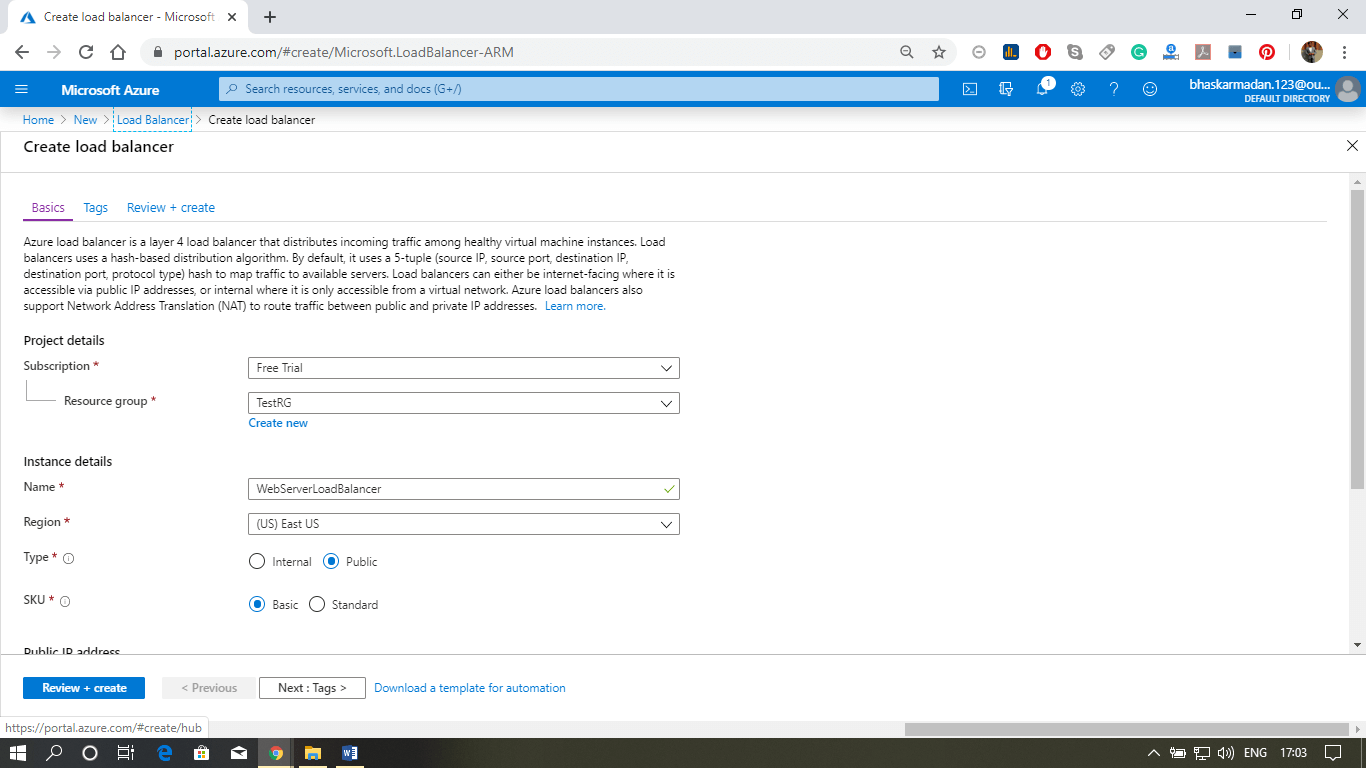 Create load balancer - Microsoft
portal.azure.com/#create/Microsoft.LoadBalancer-ARM
Microsoft Azure
Search resources, services, and docs (G+/)
1
bhaskarmadan.123@ou...
DEFAULT DIRECTORY
Home > New > Load Balancer > Create load balancer
Create load balancer
Basics Tags Review + create
Azure load balancer is a layer 4 load balancer that distributes incoming traffic among healthy virtual machine instances. Load
balancers uses a hash-based distribution algorithm. By default, it uses a 5-tuple (source IP, source port, destination IP,
destination port, protocol type) hash to map traffic to available servers. Load balancers can either be internet-facing where it is
accessible via public IP addresses, or internal where it is only accessible from a virtual network. Azure load balancers also
support Network Address Translation (NAT) to route traffic between public and private IP addresses. Learn more.
Project details
Subscription * Free Trial
Resource group * TestRG
Create new
Instance details
Name * WebServerLoadBalancer
Region * (US) East US
Type * Internal Public
SKU * Basic Standard
Public IP address
Review + create < Previous Next : Tags > Download a template for automation
https://portal.azure.com/#create/hub
ENG 17:03